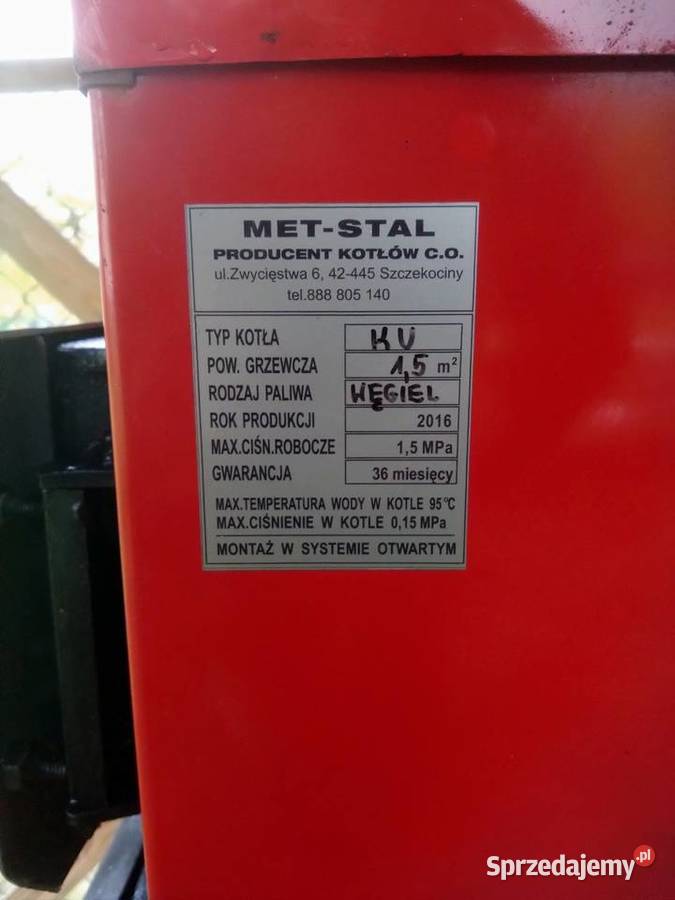 MET-STAL
PRODUCENT KOTŁÓW C.O.
ul.Zwycięstwa 6, 42-445 Szczekociny
tel.888 805 140
TYP KOTŁA KU
POW. GRZEWCZA 1,5 m²
RODZAJ PALIWA WĘGIEL
ROK PRODUKCJI 2016
MAX.CIŚN.ROBOCZE 1,5 MPa
GWARANCJA 36 miesięcy
MAX.TEMPERATURA WODY W KOTLE 95°C
MAX.CIŚNIENIE W KOTLE 0,15 MPa
MONTAŻ W SYSTEMIE OTWARTYM
Sprzedajemy.pl